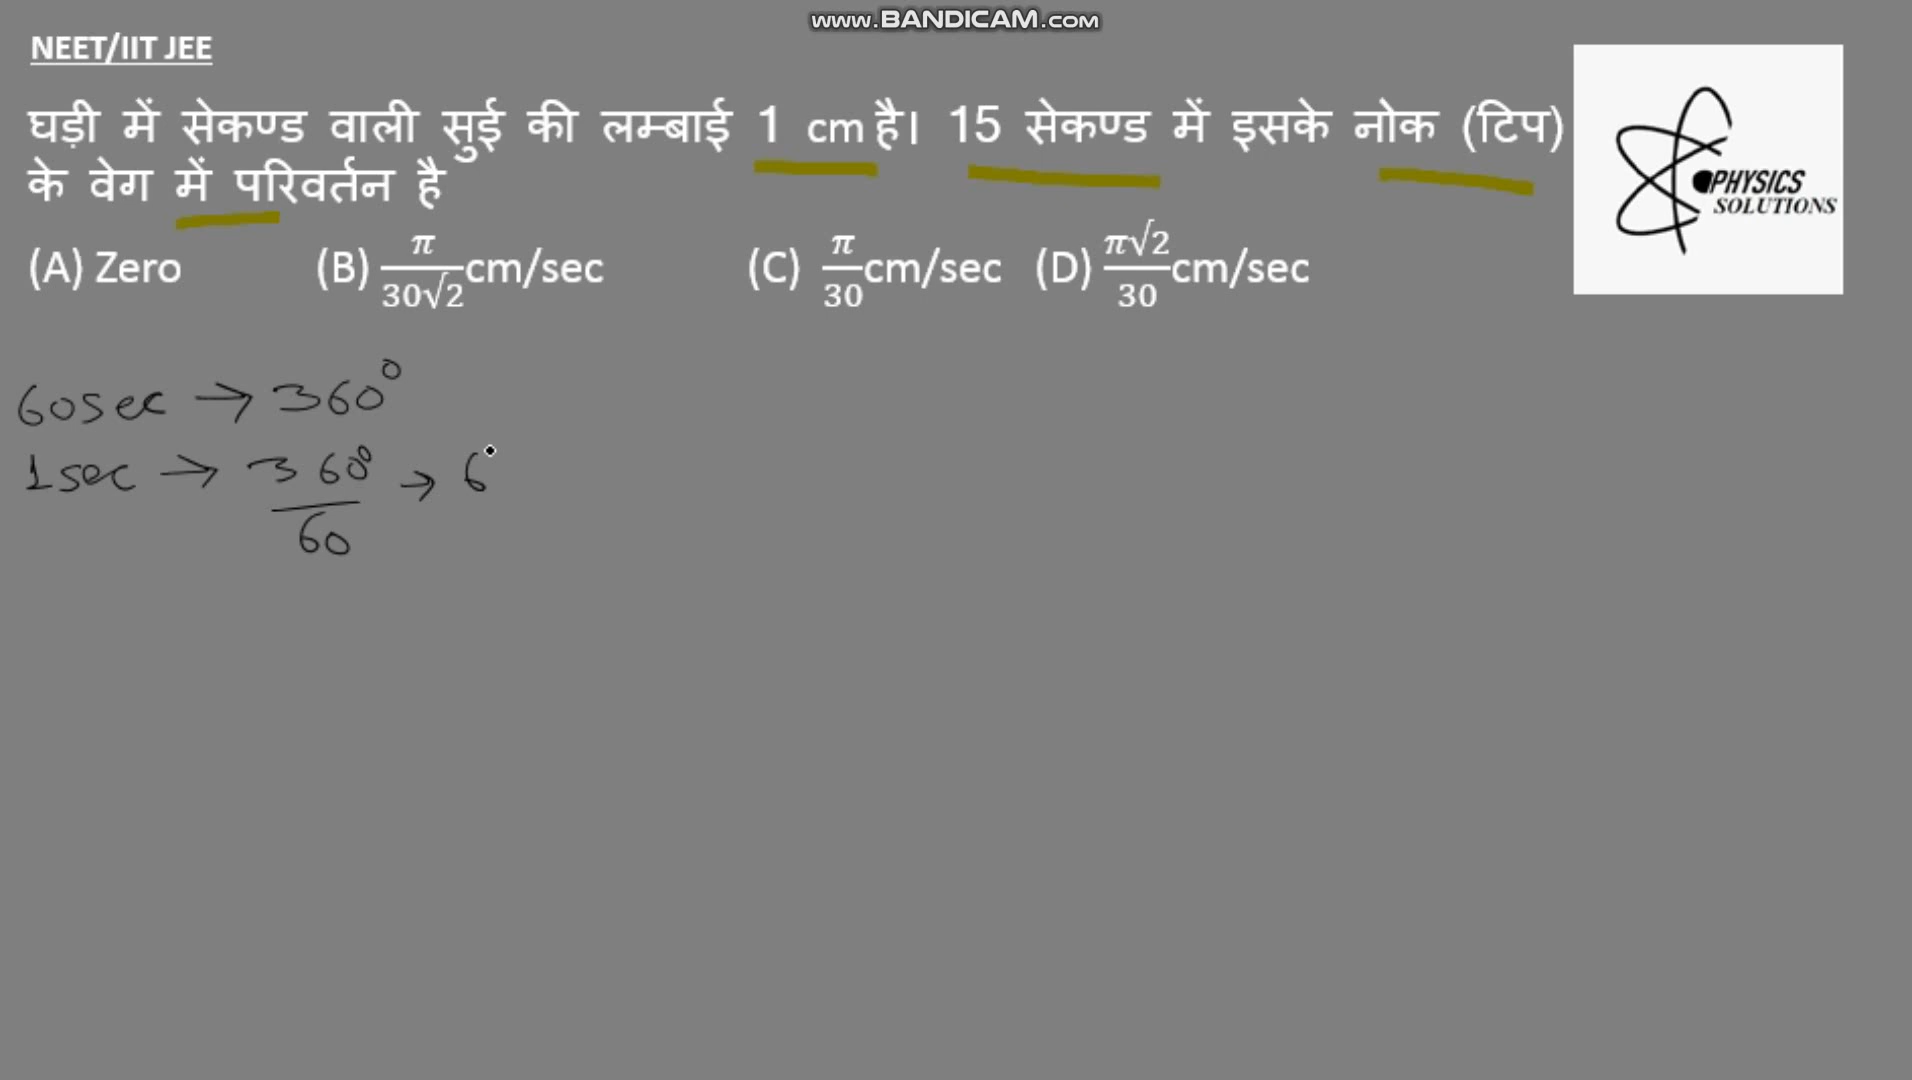 www.BANDICAM.com
NEET/IIT JEE
घड़ी में सेकण्ड वाली सुई की लम्बाई 1 cm है। 15 सेकण्ड में इसके नोक (टिप)
के वेग में परिवर्तन है
(A) Zero (B) π/30√2 cm/sec (C) π/30 cm/sec (D) π√2/30 cm/sec
PHYSICS
SOLUTIONS
60sec → 360°
1sec → 360°/60 → 6°